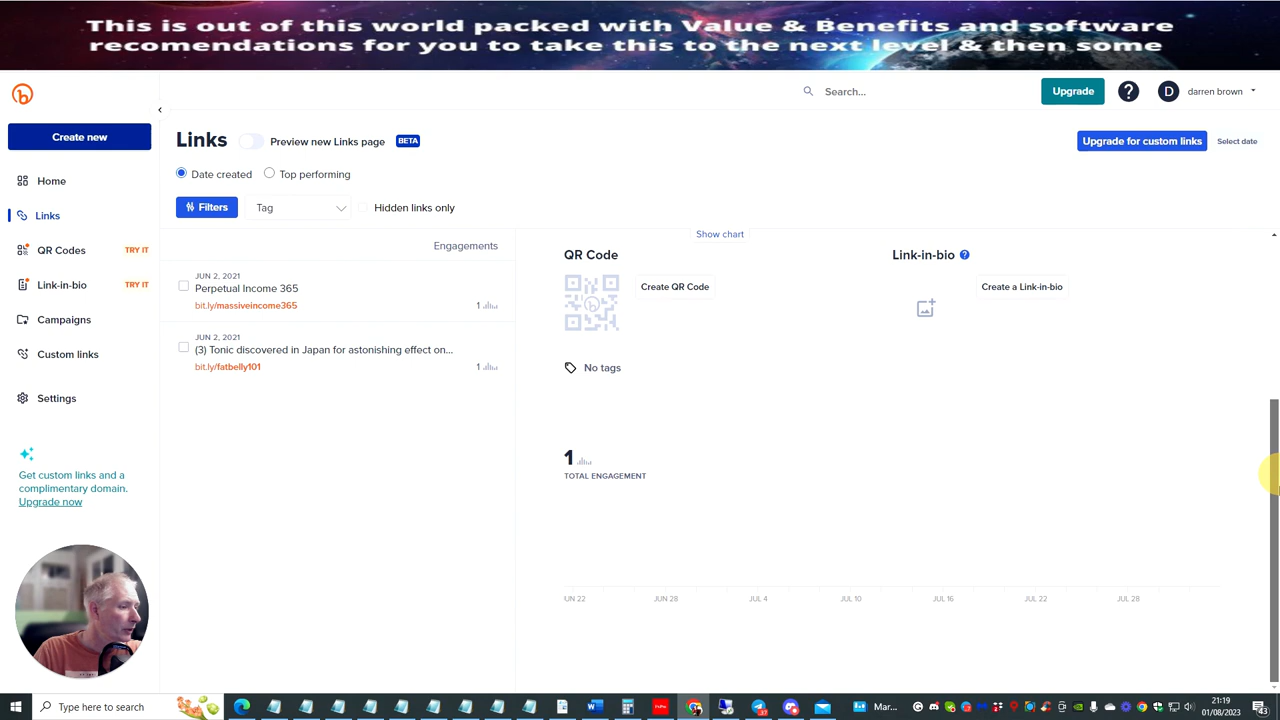 This is out of this world packed with Value & Benefits and software
recomendations for you to take this to the next level & then some
Search...
Upgrade
?
D
darren brown
Create new
Home
Links
QR Codes
TRY IT
Link-in-bio
TRY IT
Campaigns
Custom links
Settings
Get custom links and a
complimentary domain.
Upgrade now
Links
Preview new Links page
BETA
Upgrade for custom links
Select date
Date created
Top performing
Filters
Tag
Hidden links only
Engagements
JUN 2, 2021
Perpetual Income 365
bit.ly/massiveincome365
1
JUN 2, 2021
(3) Tonic discovered in Japan for astonishing effect on...
bit.ly/fatbelly101
1
Show chart
QR Code
Create QR Code
Link-in-bio
?
Create a Link-in-bio
No tags
1
TOTAL ENGAGEMENT
UN 22
JUN 28
JUL 4
JUL 10
JUL 16
JUL 22
JUL 28
Type here to search
Mar...
21:19
01/08/2023